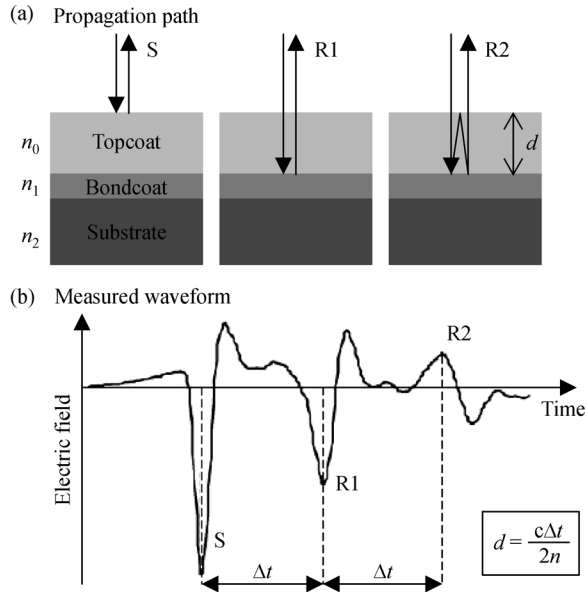 (a) Propagation path
S
R1
R2
n₀
Topcoat
d
n₁
Bondcoat
n₂
Substrate
(b) Measured waveform
Electric field
R2
Time
R1
S
Δt
Δt
d = cΔt / 2n